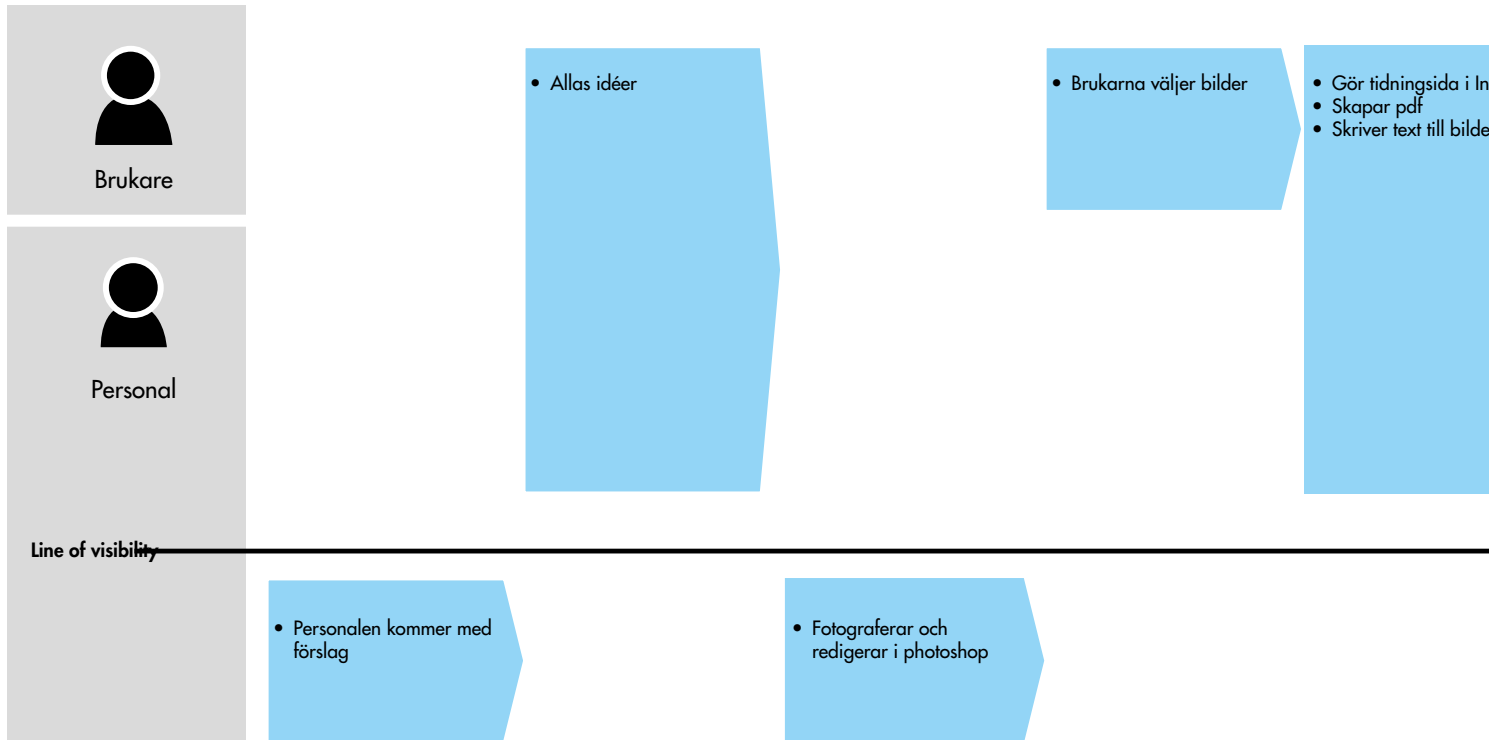 Brukare
Personal
Line of visibility
• Allas idéer
• Brukarna väljer bilder
• Gör tidningsida i In
• Skapar pdf
• Skriver text till bilde
• Personalen kommer med
förslag
• Fotograferar och
redigerar i photoshop